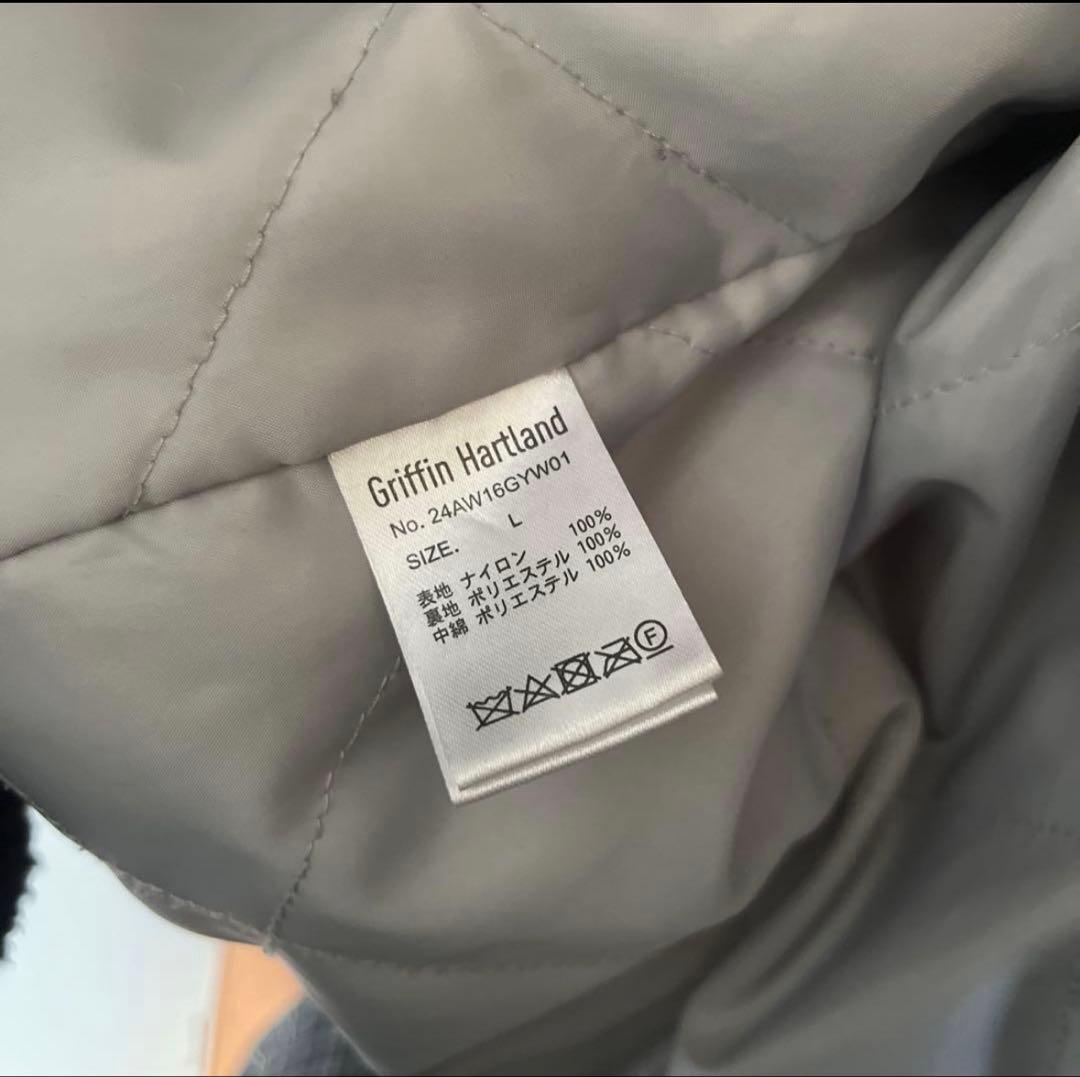 Griffin Hartland
No. 24AW16GYW01
SIZE. L
表地 ナイロン 100%
裏地 ポリエステル 100%
中綿 ポリエステル 100%
F